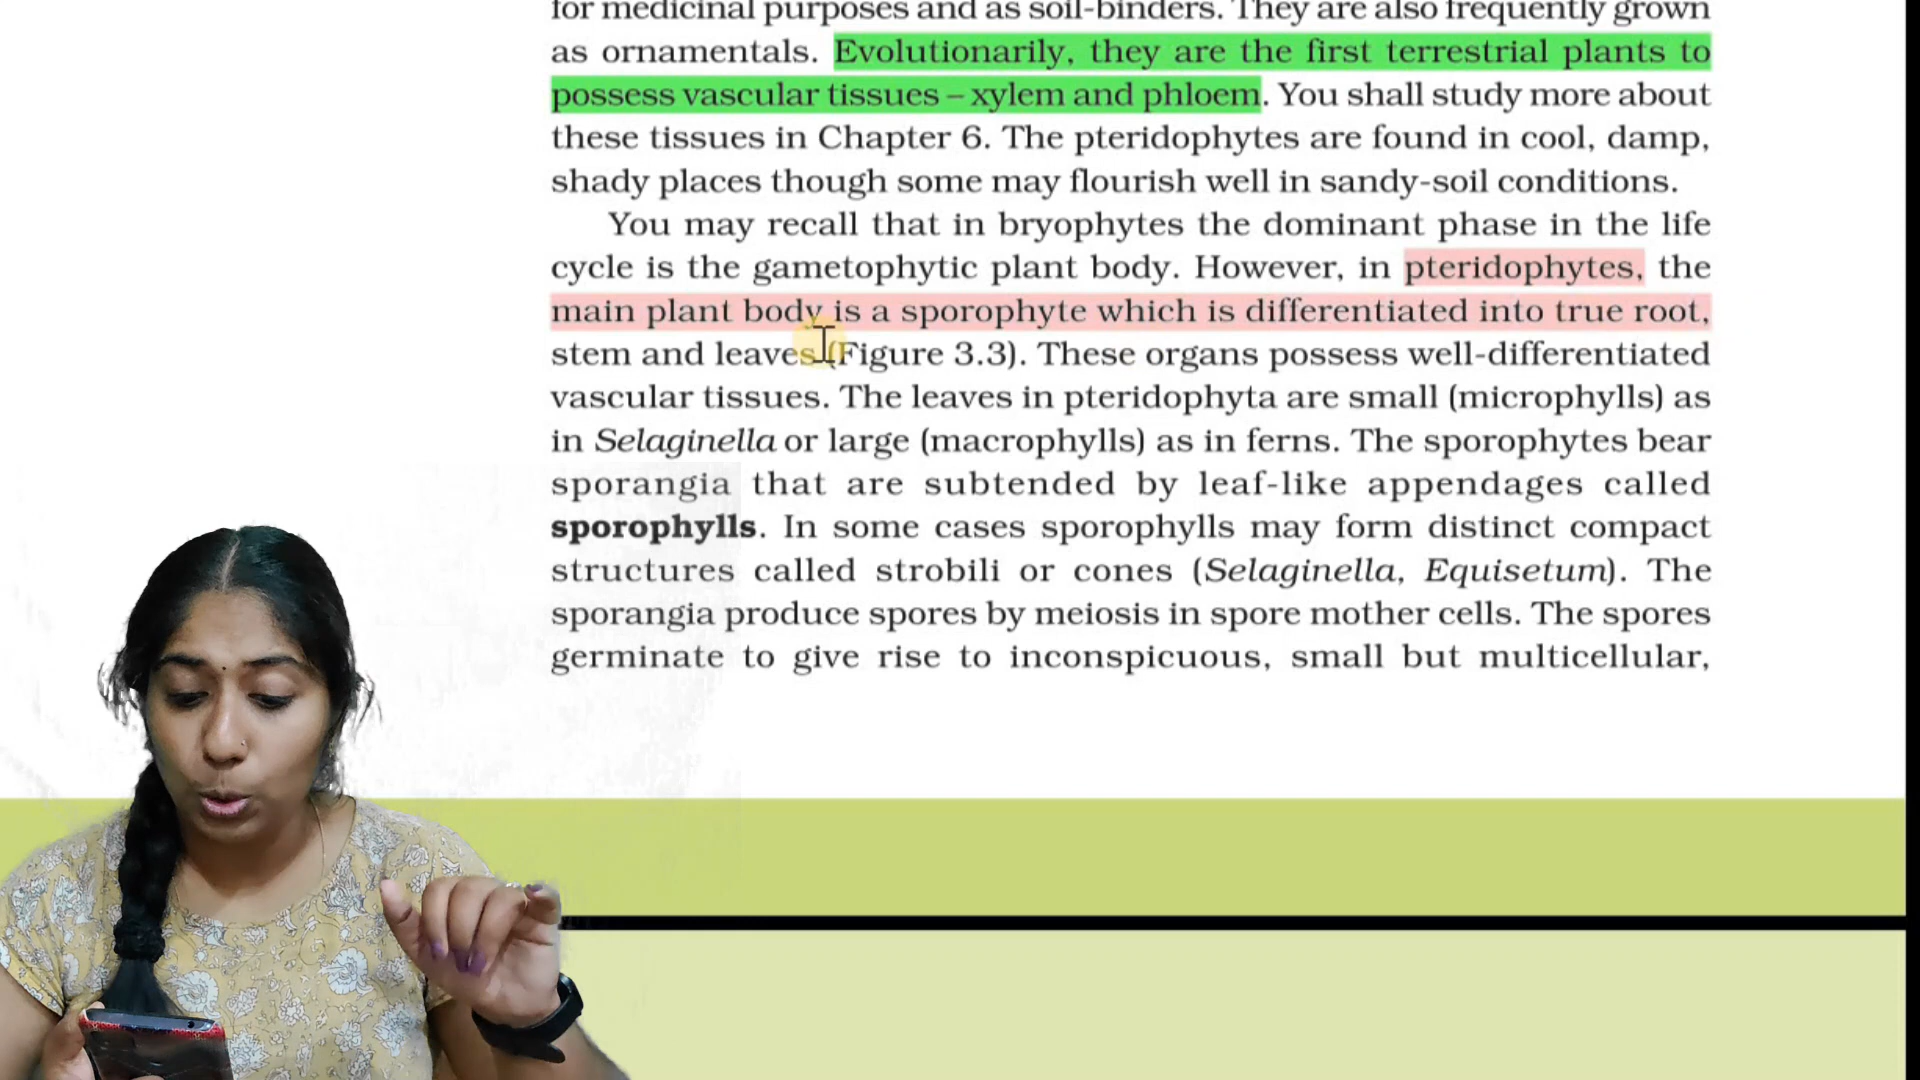 for medicinal purposes and as soil-binders. They are also frequently grown
as ornamentals. Evolutionarily, they are the first terrestrial plants to
possess vascular tissues – xylem and phloem. You shall study more about
these tissues in Chapter 6. The pteridophytes are found in cool, damp,
shady places though some may flourish well in sandy-soil conditions.
You may recall that in bryophytes the dominant phase in the life
cycle is the gametophytic plant body. However, in pteridophytes, the
main plant body is a sporophyte which is differentiated into true root,
stem and leaves (Figure 3.3). These organs possess well-differentiated
vascular tissues. The leaves in pteridophyta are small (microphylls) as
in Selaginella or large (macrophylls) as in ferns. The sporophytes bear
sporangia that are subtended by leaf-like appendages called
sporophylls. In some cases sporophylls may form distinct compact
structures called strobili or cones (Selaginella, Equisetum). The
sporangia produce spores by meiosis in spore mother cells. The spores
germinate to give rise to inconspicuous, small but multicellular,